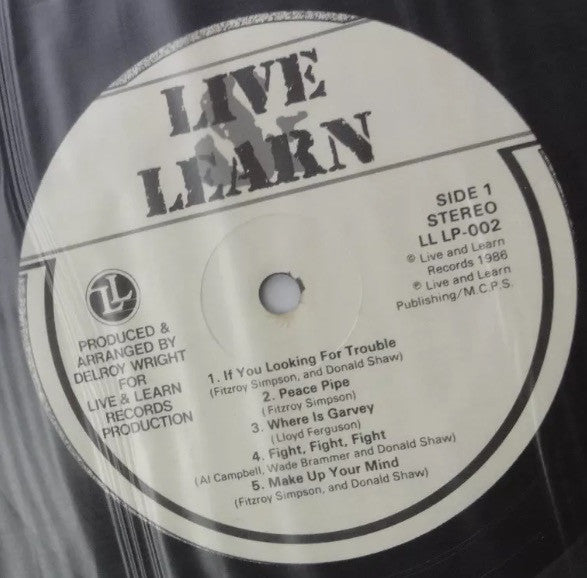 LIVE
&
LEARN
SIDE 1
STEREO
LL LP-002
© Live and Learn
Records 1986
℗ Live and Learn
Publishing/M.C.P.S.
LL
PRODUCED &
ARRANGED BY
DELROY WRIGHT
FOR
LIVE & LEARN
RECORDS
PRODUCTION
1. If You Looking For Trouble
(Fitzroy Simpson, and Donald Shaw)
2. Peace Pipe
(Fitzroy Simpson)
3. Where Is Garvey
(Lloyd Ferguson)
4. Fight, Fight, Fight
(Al Campbell, Wade Brammer and Donald Shaw)
5. Make Up Your Mind
(Fitzroy Simpson, and Donald Shaw)